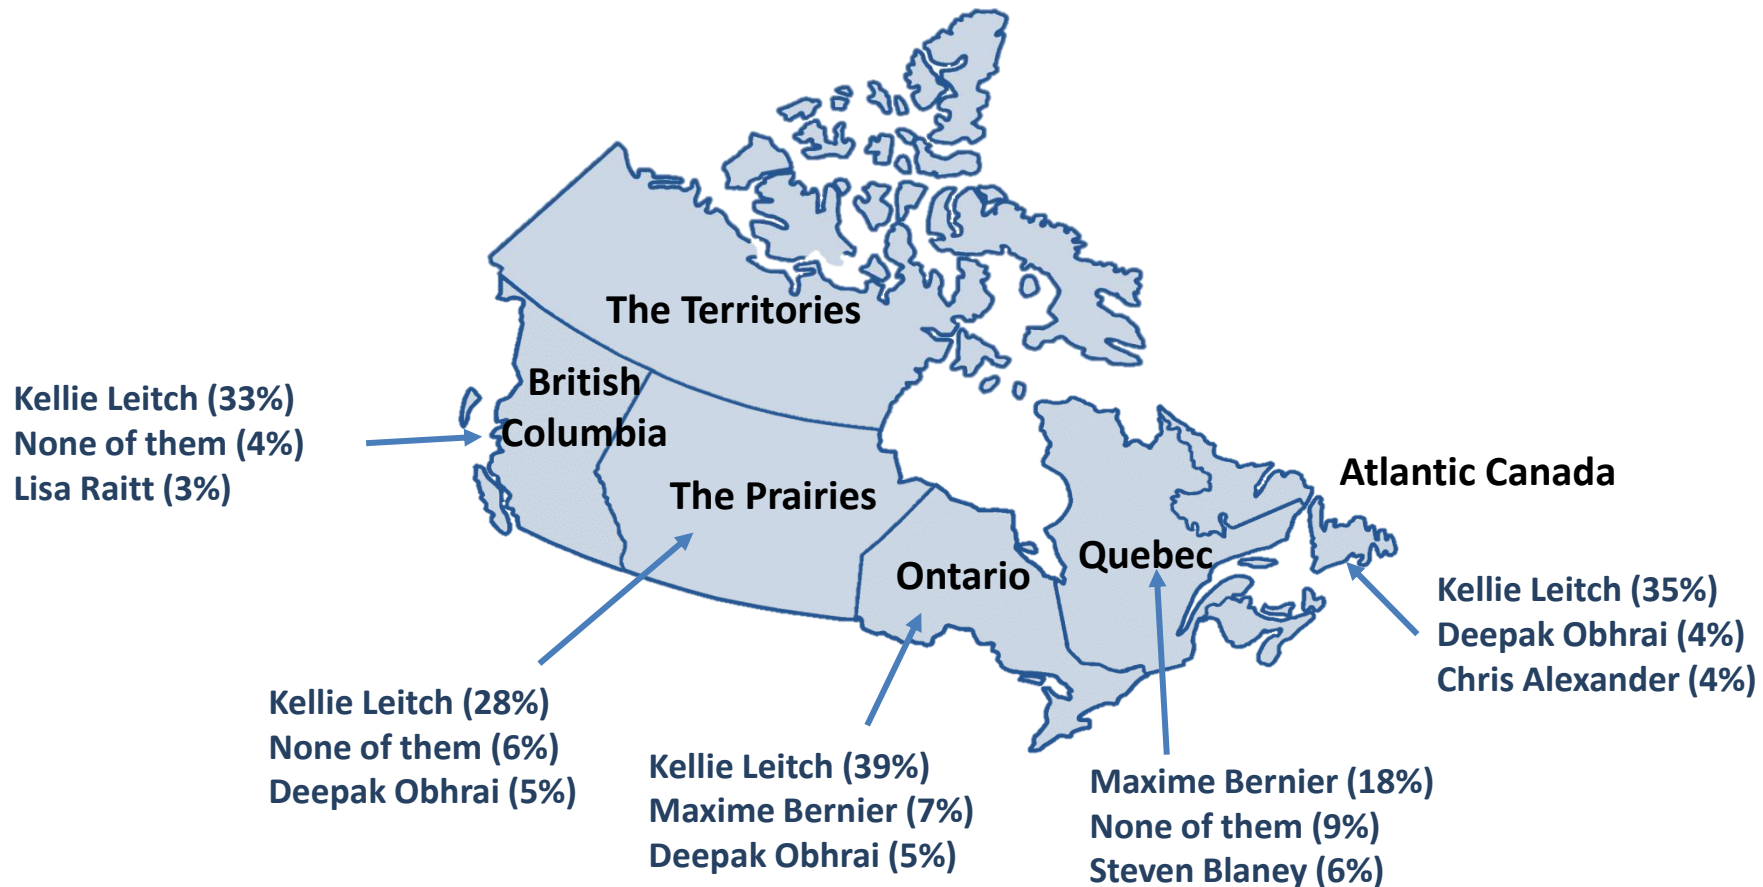 The Territories
British
Columbia
Kellie Leitch (33%)
None of them (4%)
Lisa Raitt (3%)
The Prairies
Kellie Leitch (28%)
None of them (6%)
Deepak Obhrai (5%)
Ontario
Kellie Leitch (39%)
Maxime Bernier (7%)
Deepak Obhrai (5%)
Quebec
Maxime Bernier (18%)
None of them (9%)
Steven Blaney (6%)
Atlantic Canada
Kellie Leitch (35%)
Deepak Obhrai (4%)
Chris Alexander (4%)